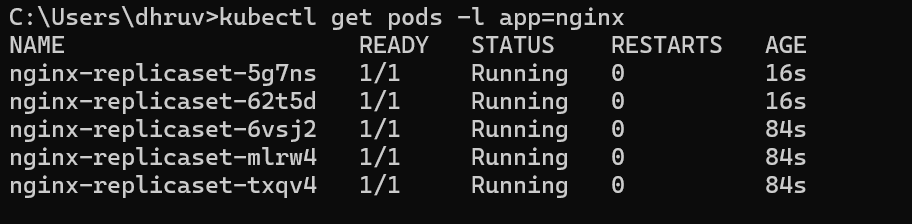 C:\Users\dhruv>kubectl get pods -l app=nginx
NAME                     READY   STATUS    RESTARTS   AGE
nginx-replicaset-5g7ns   1/1     Running   0          16s
nginx-replicaset-62t5d   1/1     Running   0          16s
nginx-replicaset-6vsj2   1/1     Running   0          84s
nginx-replicaset-mlrw4   1/1     Running   0          84s
nginx-replicaset-txqv4   1/1     Running   0          84s